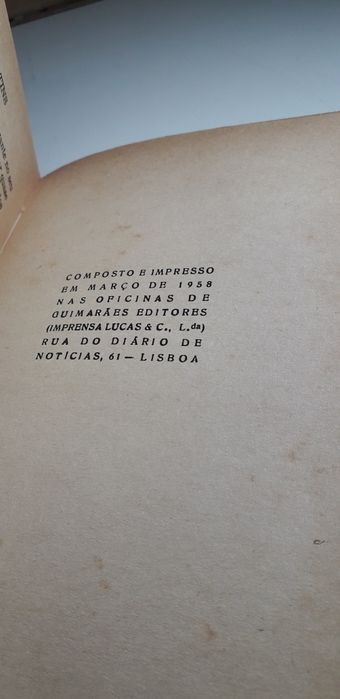 COMPOSTO E IMPRESSO
EM MARÇO DE 1958
NAS OFICINAS DE
GUIMARÃES EDITORES
(IMPRENSA LUCAS & C., L.da)
RUA DO DIÁRIO DE
NOTÍCIAS, 61 — LISBOA